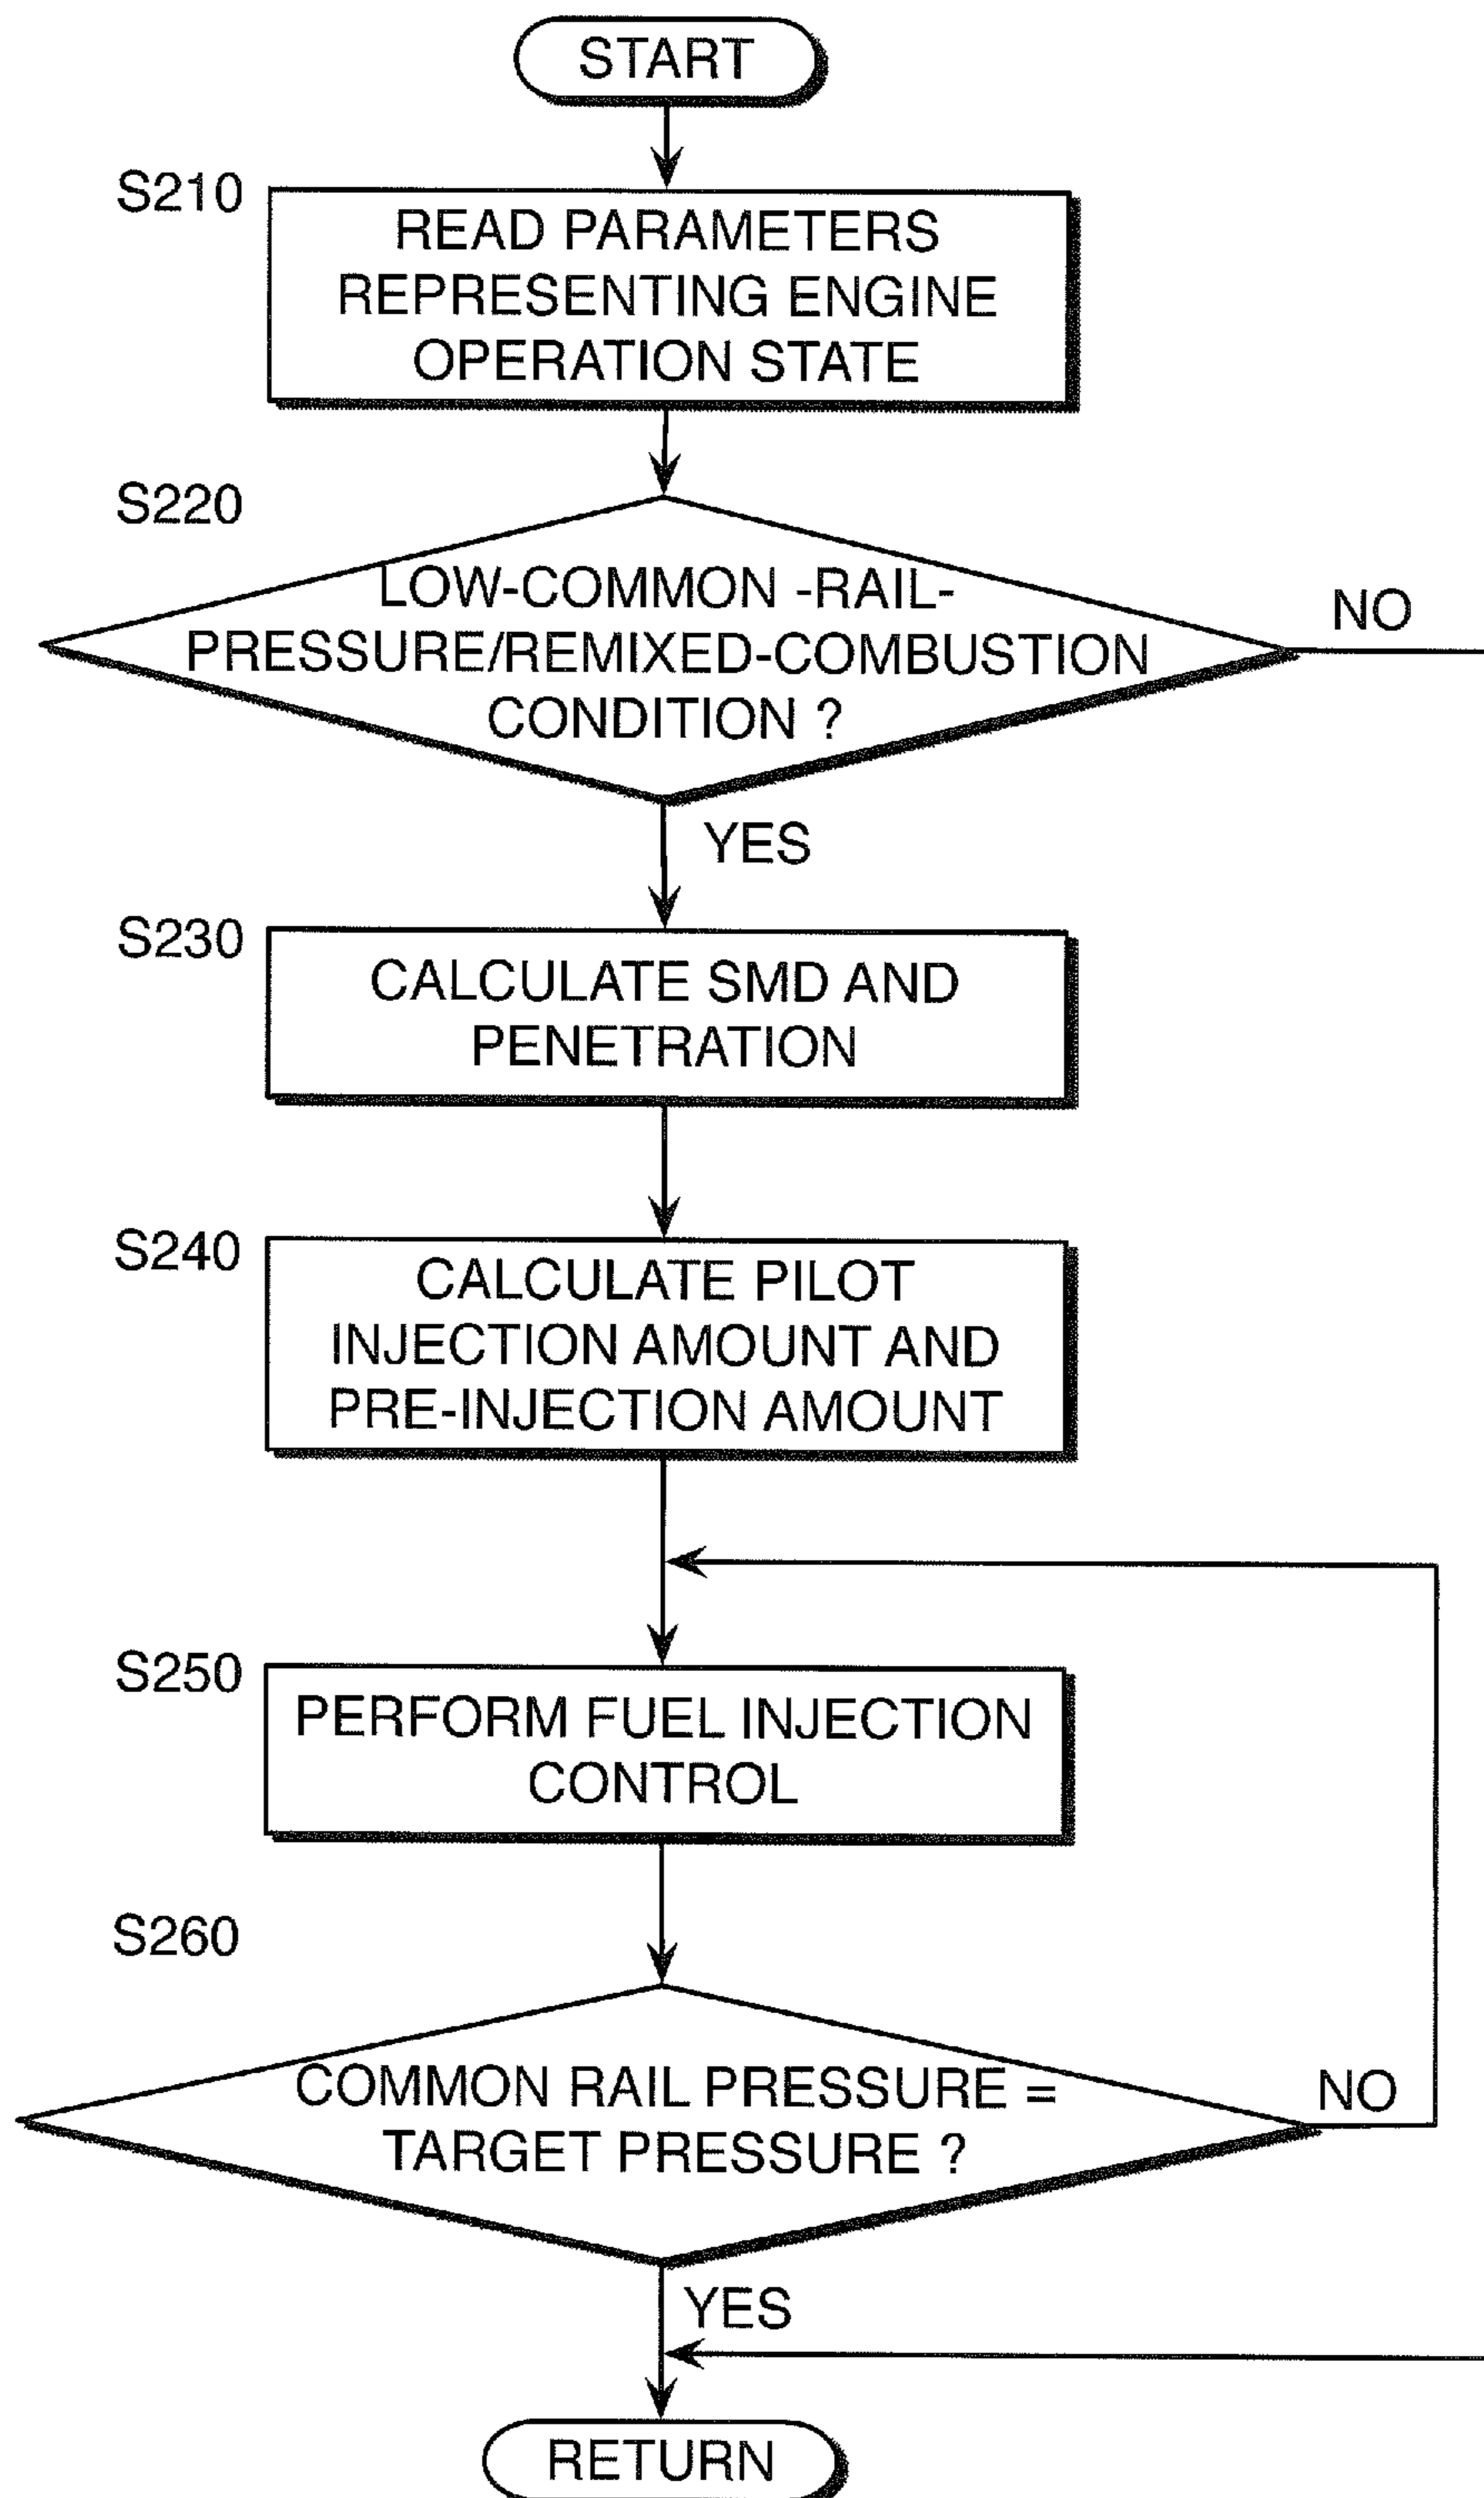 START
S210
READ PARAMETERS
REPRESENTING ENGINE
OPERATION STATE
S220
LOW-COMMON -RAIL-
PRESSURE/REMIXED-COMBUSTION
CONDITION ?
NO
YES
S230
CALCULATE SMD AND
PENETRATION
S240
CALCULATE PILOT
INJECTION AMOUNT AND
PRE-INJECTION AMOUNT
S250
PERFORM FUEL INJECTION
CONTROL
S260
COMMON RAIL PRESSURE =
TARGET PRESSURE ?
NO
YES
RETURN